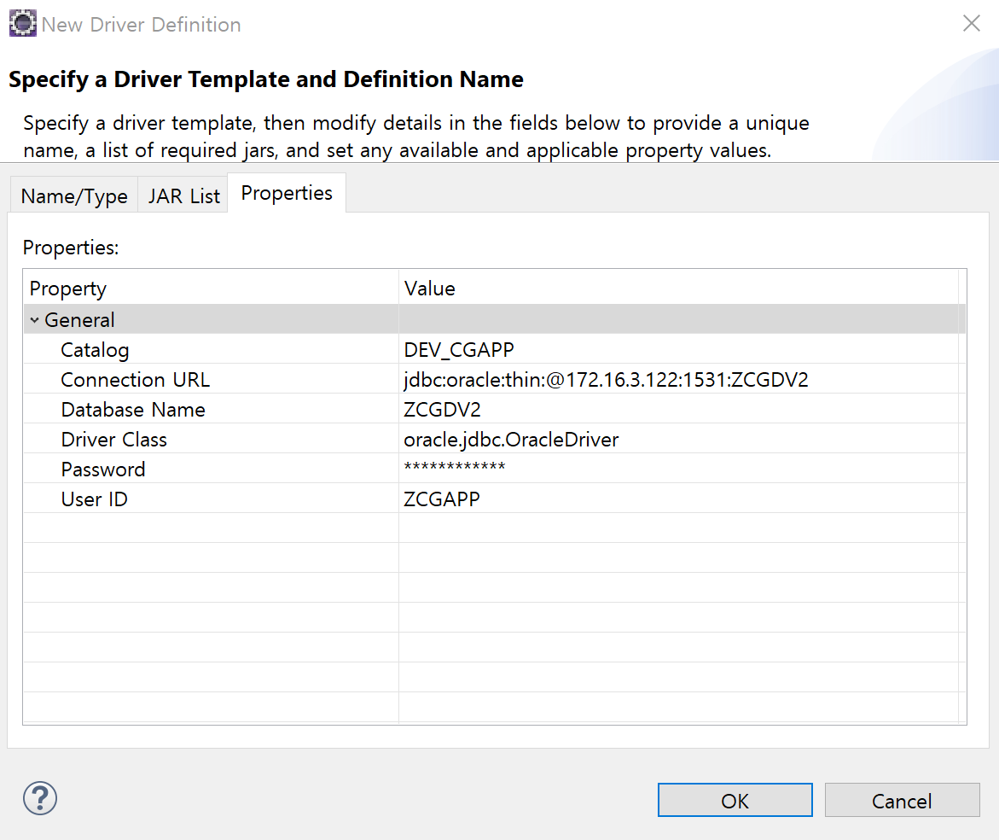 New Driver Definition
Specify a Driver Template and Definition Name
Specify a driver template, then modify details in the fields below to provide a unique
name, a list of required jars, and set any available and applicable property values.
Name/Type JAR List Properties
Properties:
Property Value
General
Catalog DEV_CGAPP
Connection URL jdbc:oracle:thin:@172.16.3.122:1531:ZCGDV2
Database Name ZCGDV2
Driver Class oracle.jdbc.OracleDriver
Password ************
User ID ZCGAPP
?
OK Cancel